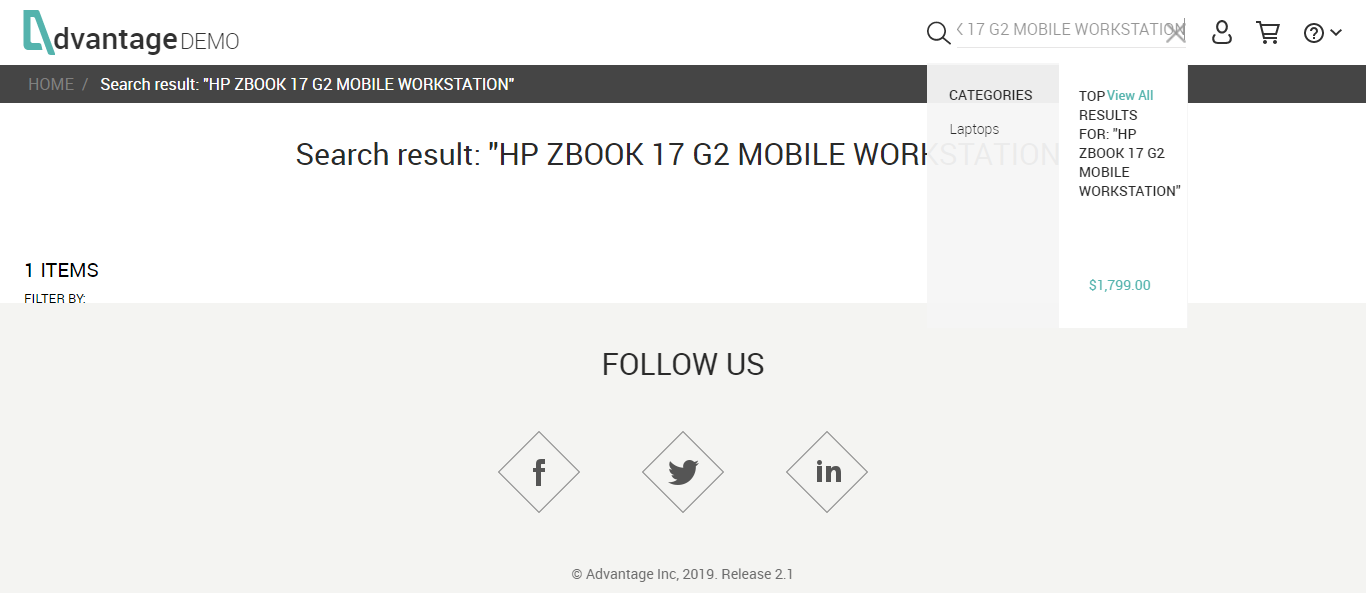 dvantage DEMO
17 G2 MOBILE WORKSTATION
HOME / Search result: "HP ZBOOK 17 G2 MOBILE WORKSTATION"
CATEGORIES
Laptops
TOP View All
RESULTS
FOR: "HP
ZBOOK 17 G2
MOBILE
WORKSTATION"
$1,799.00
Search result: "HP ZBOOK 17 G2 MOBILE WORKSTATION
1 ITEMS
FILTER BY:
FOLLOW US
f
in
© Advantage Inc, 2019. Release 2.1